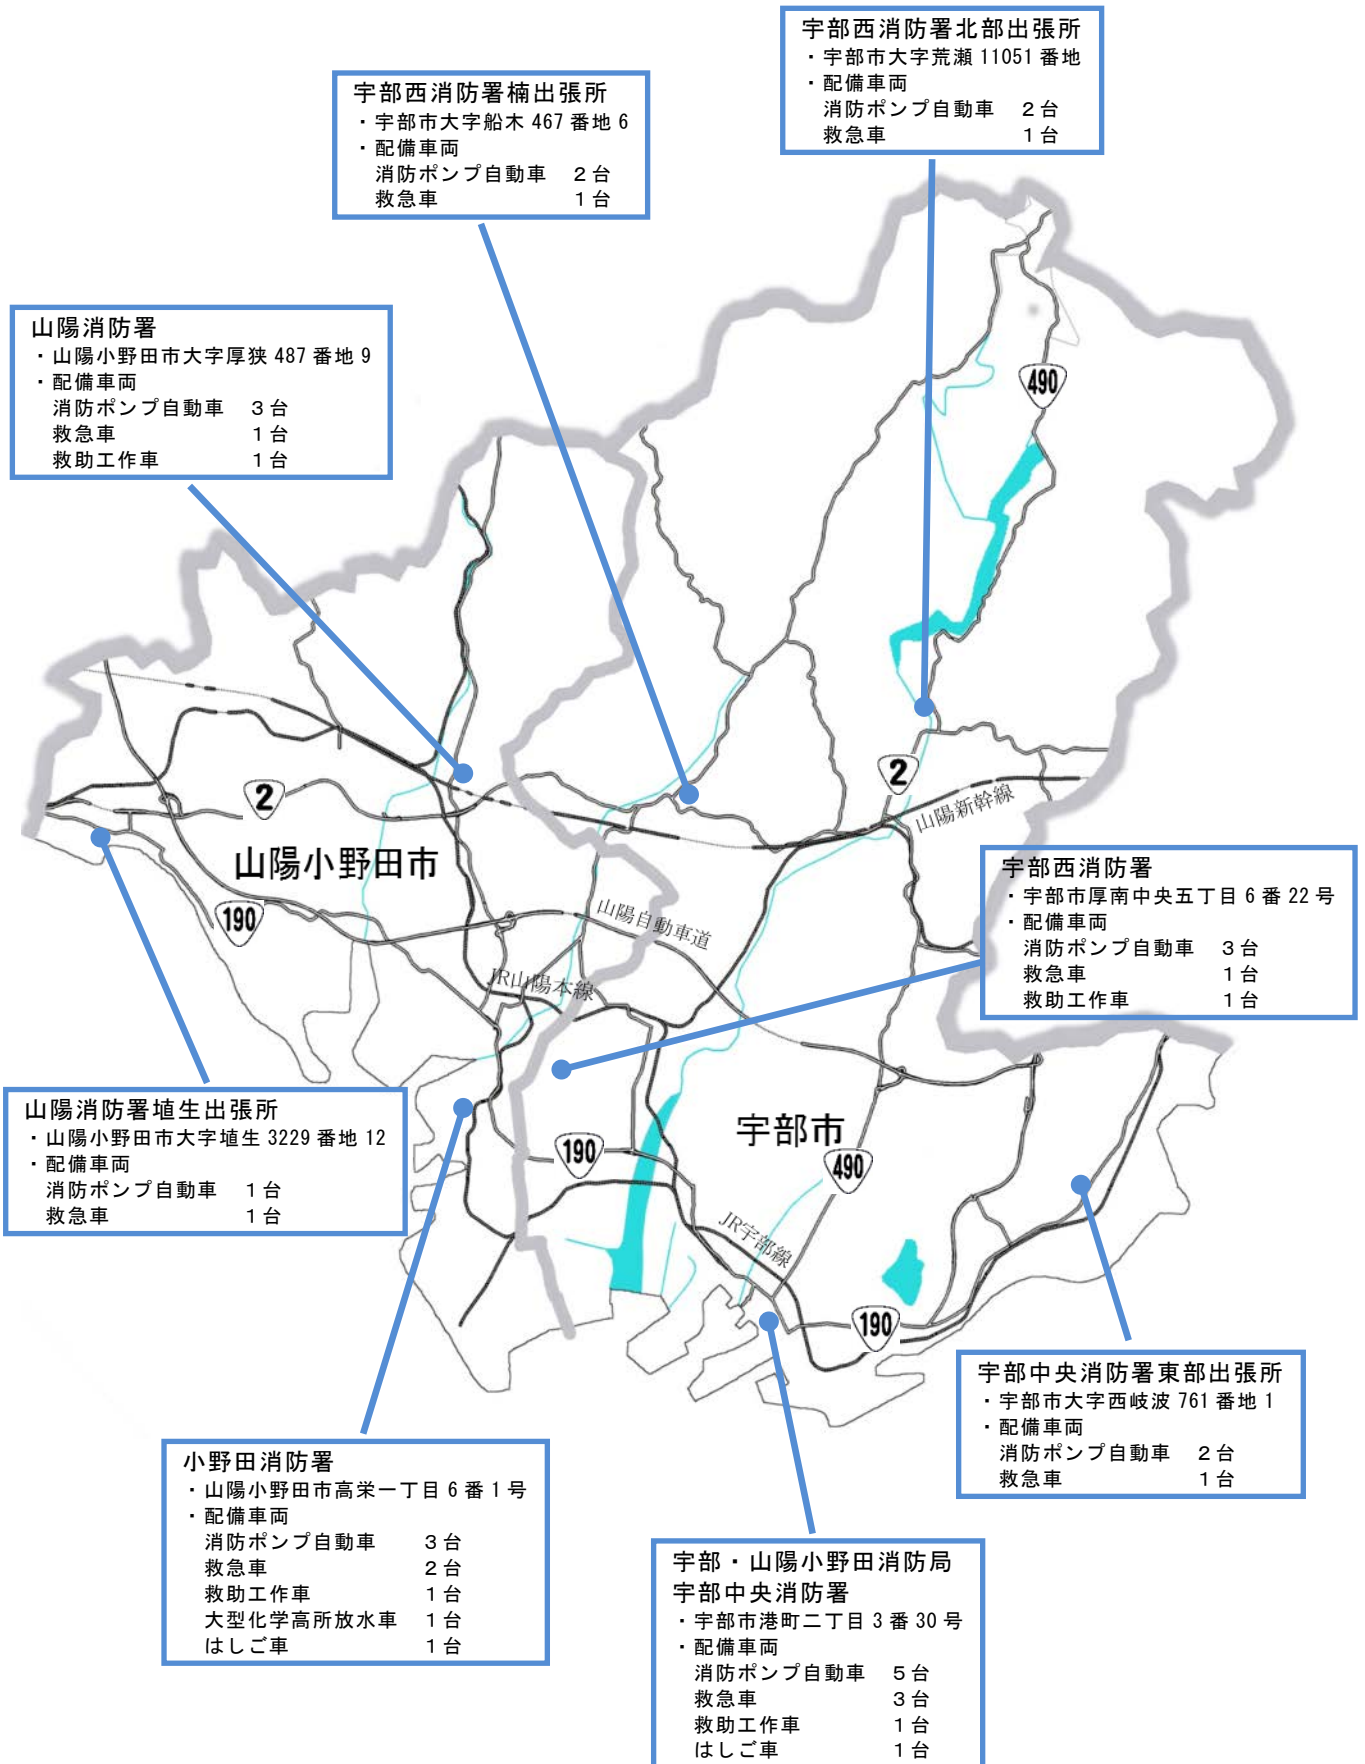 宇部西消防署北部出張所
・宇部市大字荒瀬 11051 番地
・配備車両
消防ポンプ自動車 2台
救急車 1台
宇部西消防署楠出張所
・宇部市大字船木 467 番地 6
・配備車両
消防ポンプ自動車 2台
救急車 1台
山陽消防署
・山陽小野田市大字厚狭 487 番地 9
・配備車両
消防ポンプ自動車 3台
救急車 1台
救助工作車 1台
490
2
2
山陽新幹線
山陽小野田市
190
山陽自動車道
JR山陽本線
宇部西消防署
・宇部市厚南中央五丁目 6 番 22 号
・配備車両
消防ポンプ自動車 3台
救急車 1台
救助工作車 1台
山陽消防署埴生出張所
・山陽小野田市大字埴生 3229 番地 12
・配備車両
消防ポンプ自動車 1台
救急車 1台
宇部市
190
490
JR宇部線
190
宇部中央消防署東部出張所
・宇部市大字西岐波 761 番地 1
・配備車両
消防ポンプ自動車 2台
救急車 1台
小野田消防署
・山陽小野田市高栄一丁目 6 番 1 号
・配備車両
消防ポンプ自動車 3台
救急車 2台
救助工作車 1台
大型化学高所放水車 1台
はしご車 1台
宇部・山陽小野田消防局
宇部中央消防署
・宇部市港町二丁目 3 番 30 号
・配備車両
消防ポンプ自動車 5台
救急車 3台
救助工作車 1台
はしご車 1台